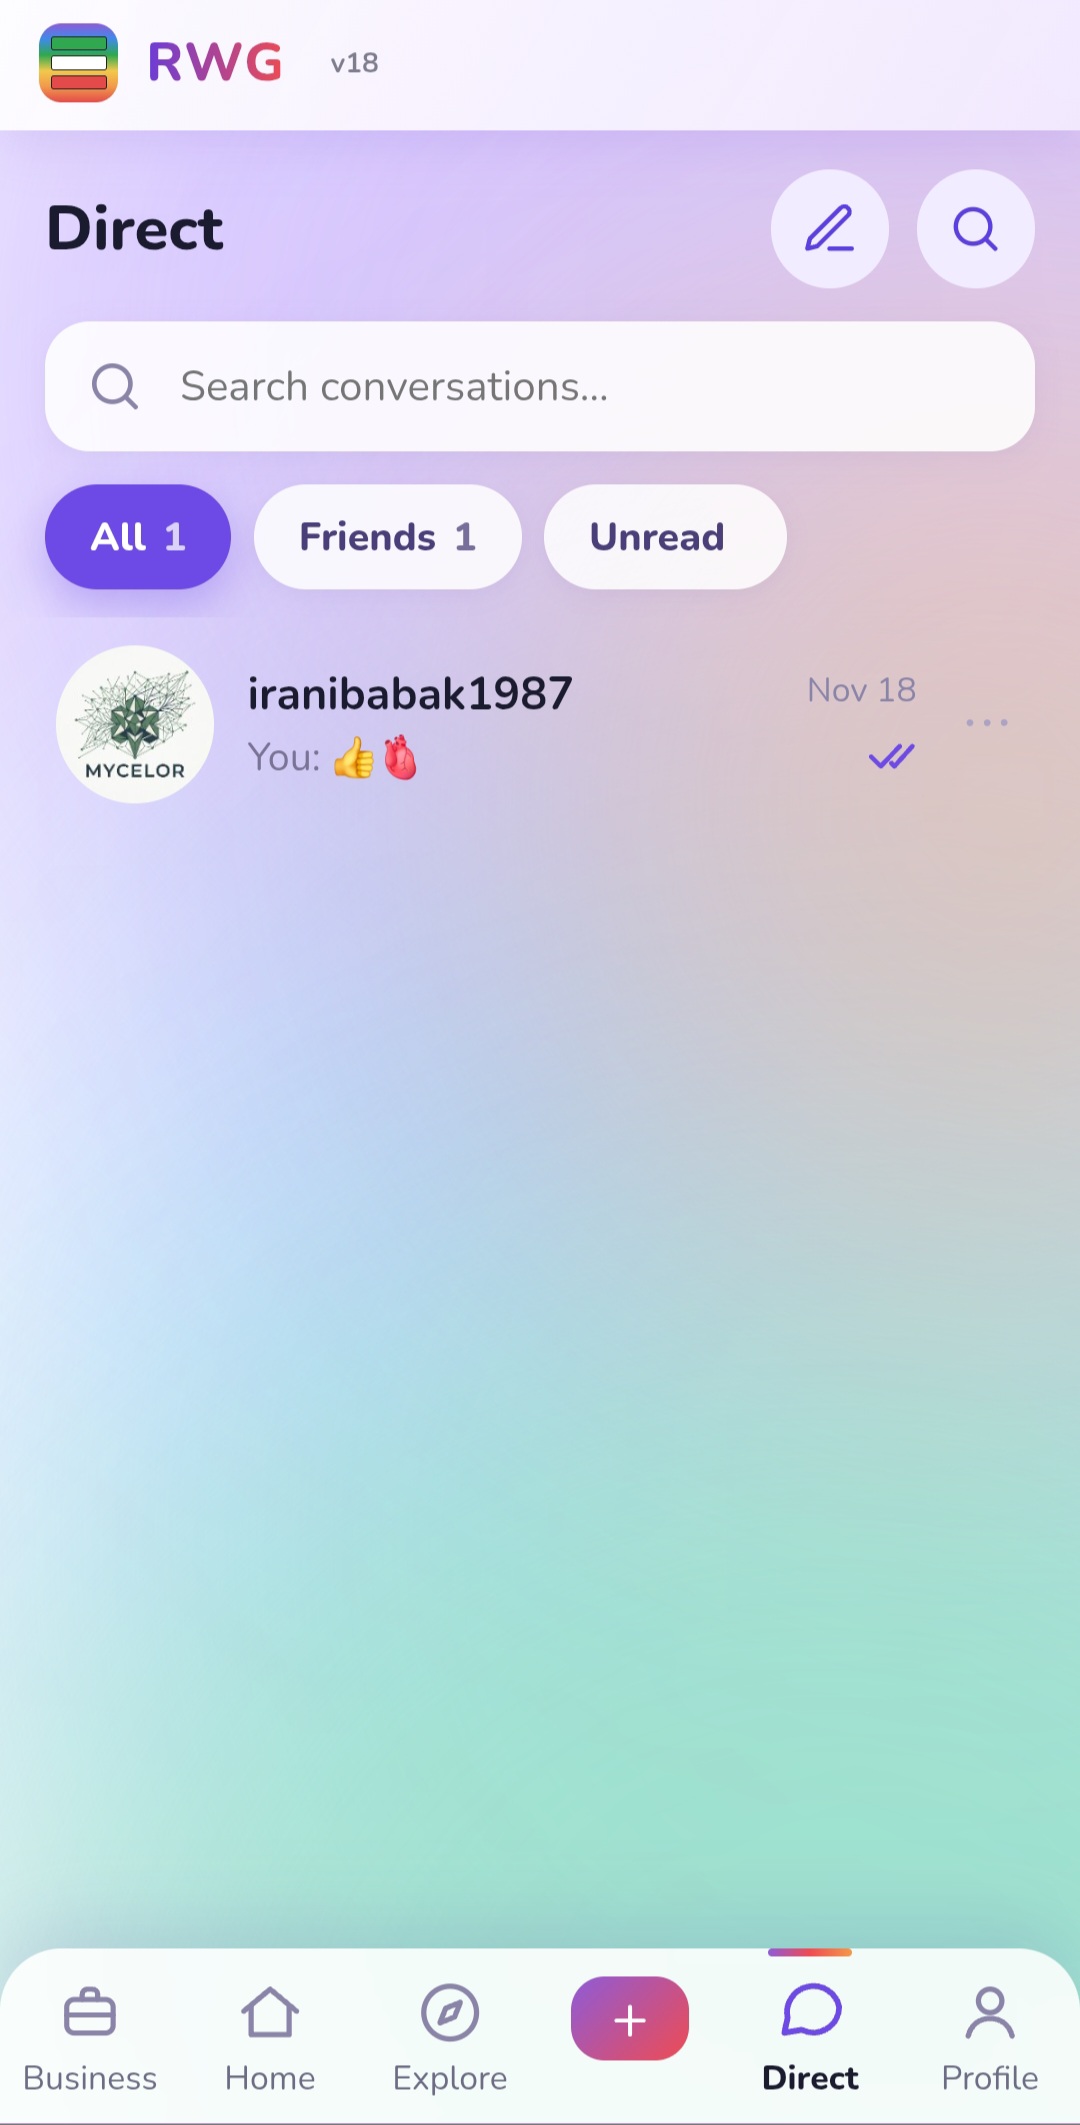 RWG v18
Direct
Search conversations...
All 1 Friends 1 Unread
iranibabak1987 Nov 18
You: 👍🫀
MYCELOR
Business Home Explore + Direct Profile